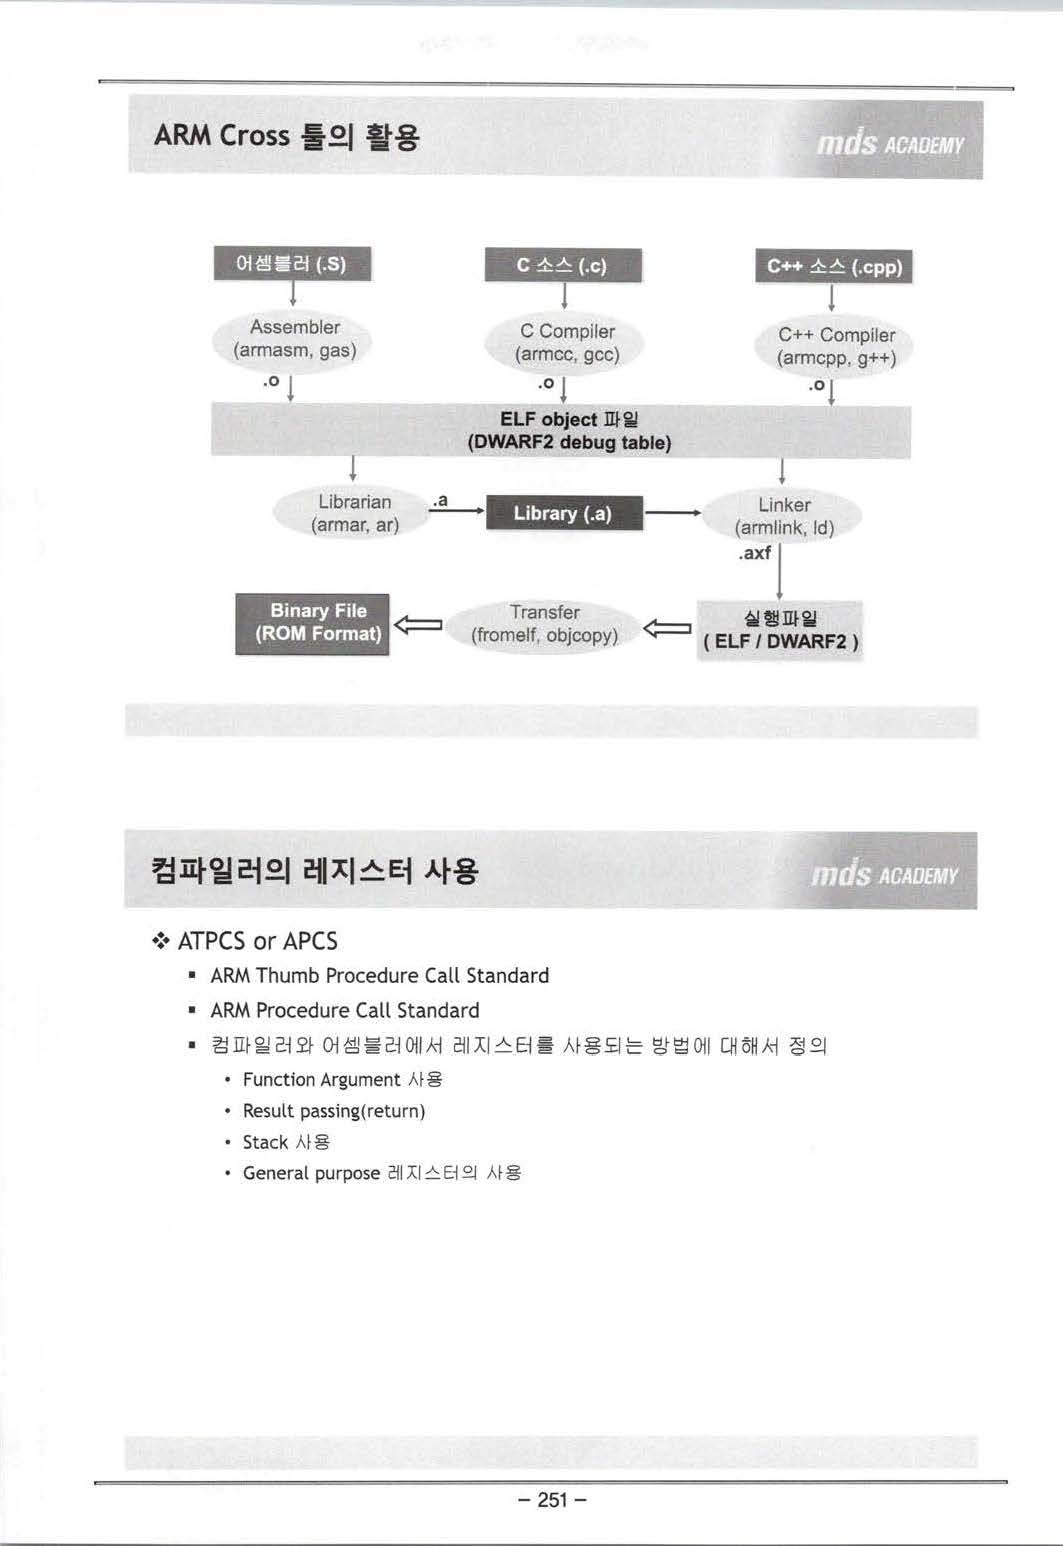 ARM Cross 툴의 활용
mds ACADEMY
어셈블러 (.S)
C 소스 (.c)
C++ 소스 (.cpp)
Assembler
(armasm, gas)
C Compiler
(armcc, gcc)
C++ Compiler
(armcpp, g++)
.o
.o
.o
ELF object 파일
(DWARF2 debug table)
Librarian
(armar, ar)
.a
Library (.a)
Linker
(armlink, ld)
.axf
Binary File
(ROM Format)
Transfer
(fromelf, objcopy)
실행파일
( ELF / DWARF2 )
컴파일러의 레지스터 사용
mds ACADEMY
❖ ATPCS or APCS
▪ ARM Thumb Procedure Call Standard
▪ ARM Procedure Call Standard
▪ 컴파일러와 어셈블러에서 레지스터를 사용되는 방법에 대해서 정의
• Function Argument 사용
• Result passing(return)
• Stack 사용
• General purpose 레지스터의 사용
- 251 -